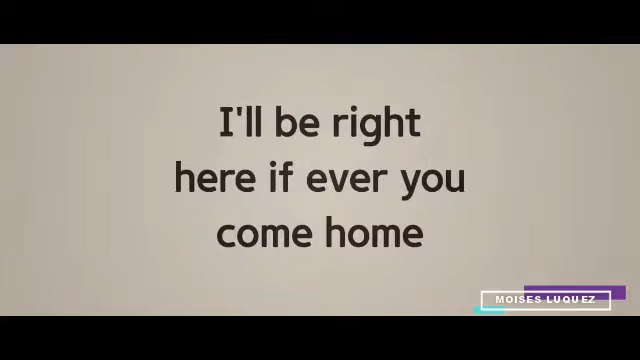 I'll be right
here if ever you
come home
MOISES LUQUEZ